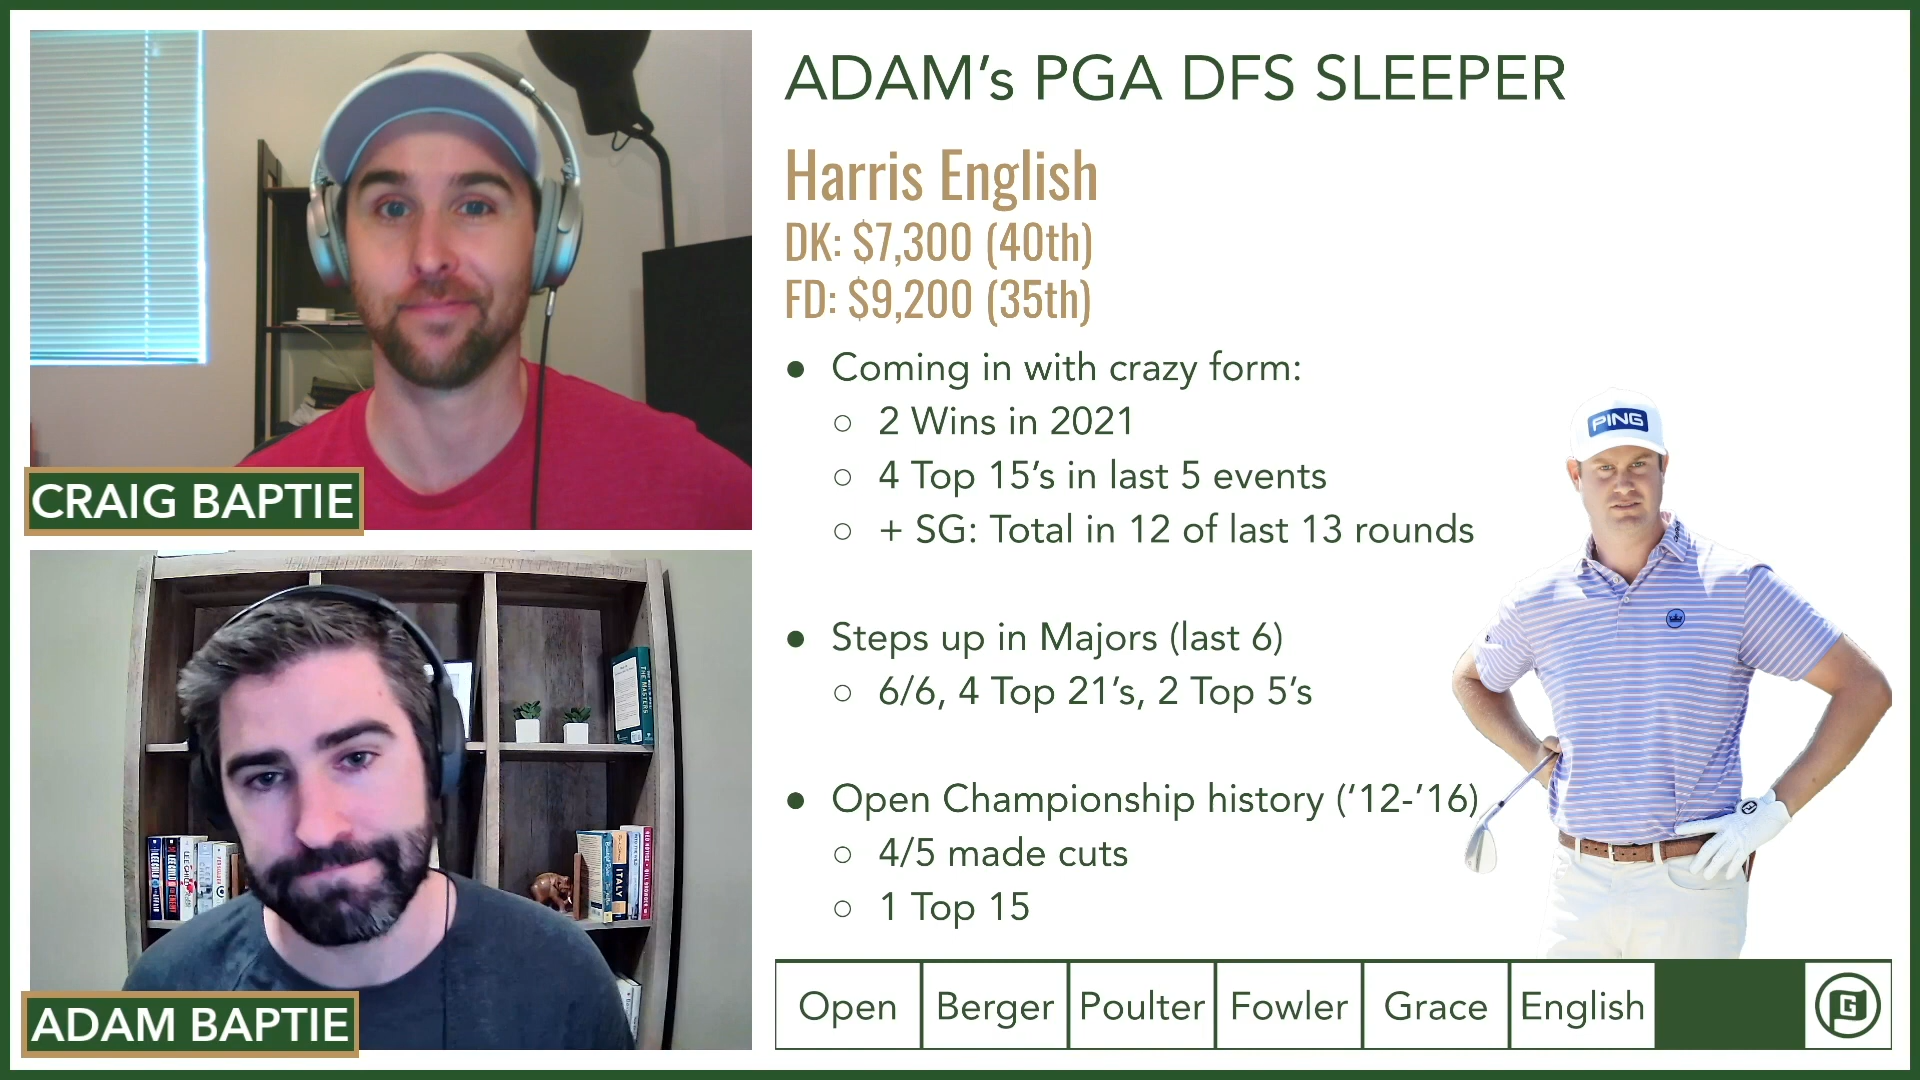 ADAM's PGA DFS SLEEPER
Harris English
DK: $7,300 (40th)
FD: $9,200 (35th)
● Coming in with crazy form:
○ 2 Wins in 2021
○ 4 Top 15's in last 5 events
○ + SG: Total in 12 of last 13 rounds
● Steps up in Majors (last 6)
○ 6/6, 4 Top 21's, 2 Top 5's
● Open Championship history ('12-'16)
○ 4/5 made cuts
○ 1 Top 15
PING
CRAIG BAPTIE
ADAM BAPTIE
THE MASTERS
ITALY
Open Berger Poulter Fowler Grace English
G